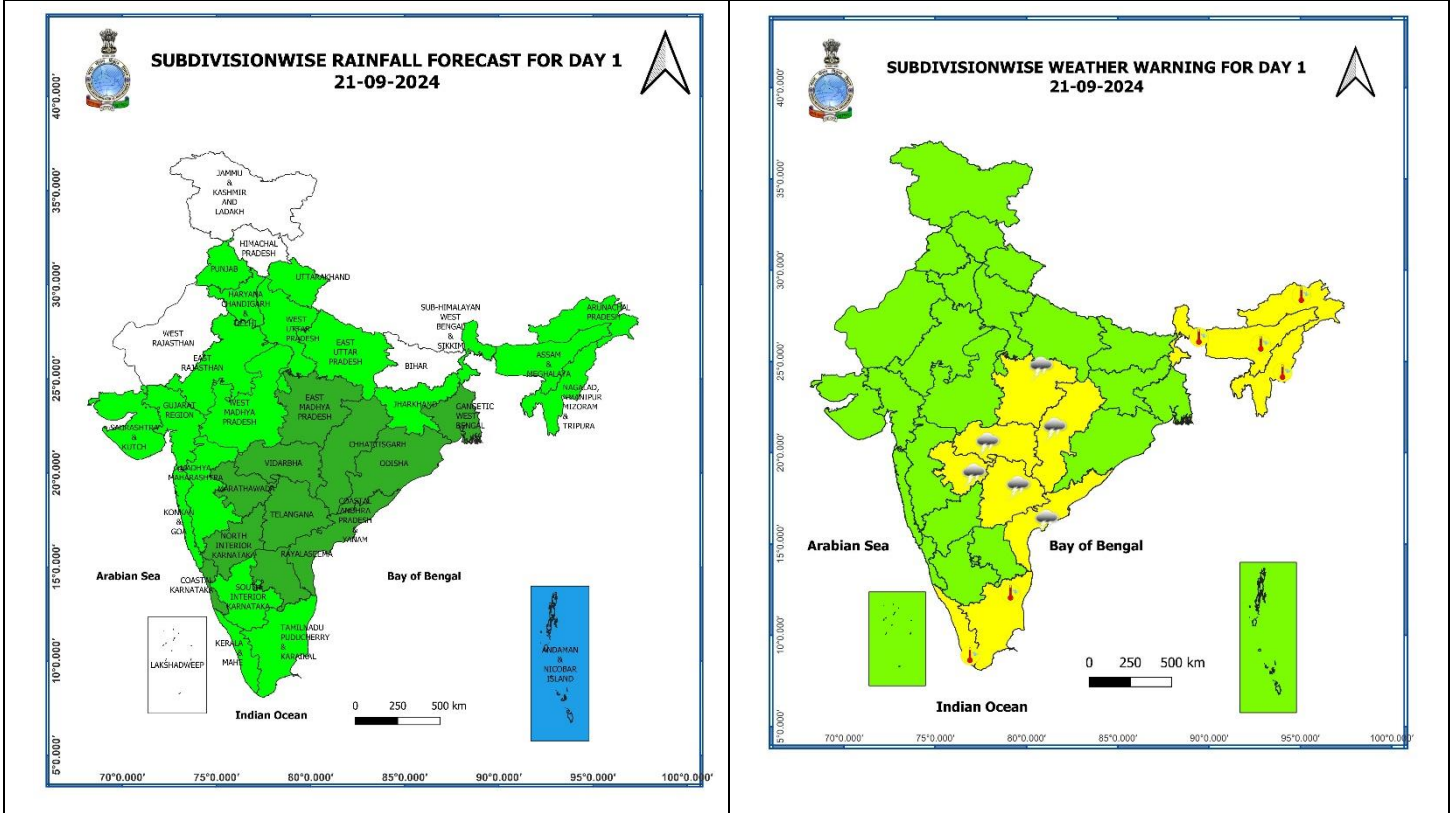 SUBDIVISIONWISE RAINFALL FORECAST FOR DAY 1
21-09-2024
40°0.000'
35°0.000'
30°0.000'
25°0.000'
20°0.000'
15°0.000'
10°0.000'
5°0.000'
JAMMU
&
KASHMIR
AND
LADAKH
HIMACHAL
PRADESH
PUNJAB
UTTARAKHAND
HARYANA
CHANDIGARH
&
DELHI
WEST
UTTAR
PRADESH
EAST
UTTAR
PRADESH
SUB-HIMALAYAN
WEST
BENGAL
&
SIKKIM
ARUNACHAL
PRADESH
WEST
RAJASTHAN
EAST
RAJASTHAN
BIHAR
ASSAM
&
MEGHALAYA
NAGALAD,
MANIPUR
MIZORAM
&
TRIPURA
GUJARAT
REGION
SAURASHTRA
&
KUTCH
WEST
MADHYA
PRADESH
EAST
MADHYA
PRADESH
JHARKHAND
GANGETIC
WEST
BENGAL
CHHATTISGARH
ODISHA
VIDARBHA
MADHYA
MAHARASHTRA
MARATHAWADA
KONKAN
&
GOA
TELANGANA
COASTAL
ANDHRA
PRADESH
&
YANAM
NORTH
INTERIOR
KARNATAKA
RAYALASEEMA
COASTAL
KARNATAKA
SOUTH
INTERIOR
KARNATAKA
TAMILNADU
PUDUCHERRY
&
KARAIKAL
KERALA
&
MAHE
LAKSHADWEEP
ANDAMAN
&
NICOBAR
ISLAND
Arabian Sea
Bay of Bengal
Indian Ocean
0 250 500 km
70°0.000' 75°0.000' 80°0.000' 85°0.000' 90°0.000' 95°0.000' 100°0.000'
SUBDIVISIONWISE WEATHER WARNING FOR DAY 1
21-09-2024
40°0.000'
35°0.000'
30°0.000'
25°0.000'
20°0.000'
15°0.000'
10°0.000'
5°0.000'
Arabian Sea
Bay of Bengal
Indian Ocean
0 250 500 km
70°0.000' 75°0.000' 80°0.000' 85°0.000' 90°0.000' 95°0.000' 100°0.000'